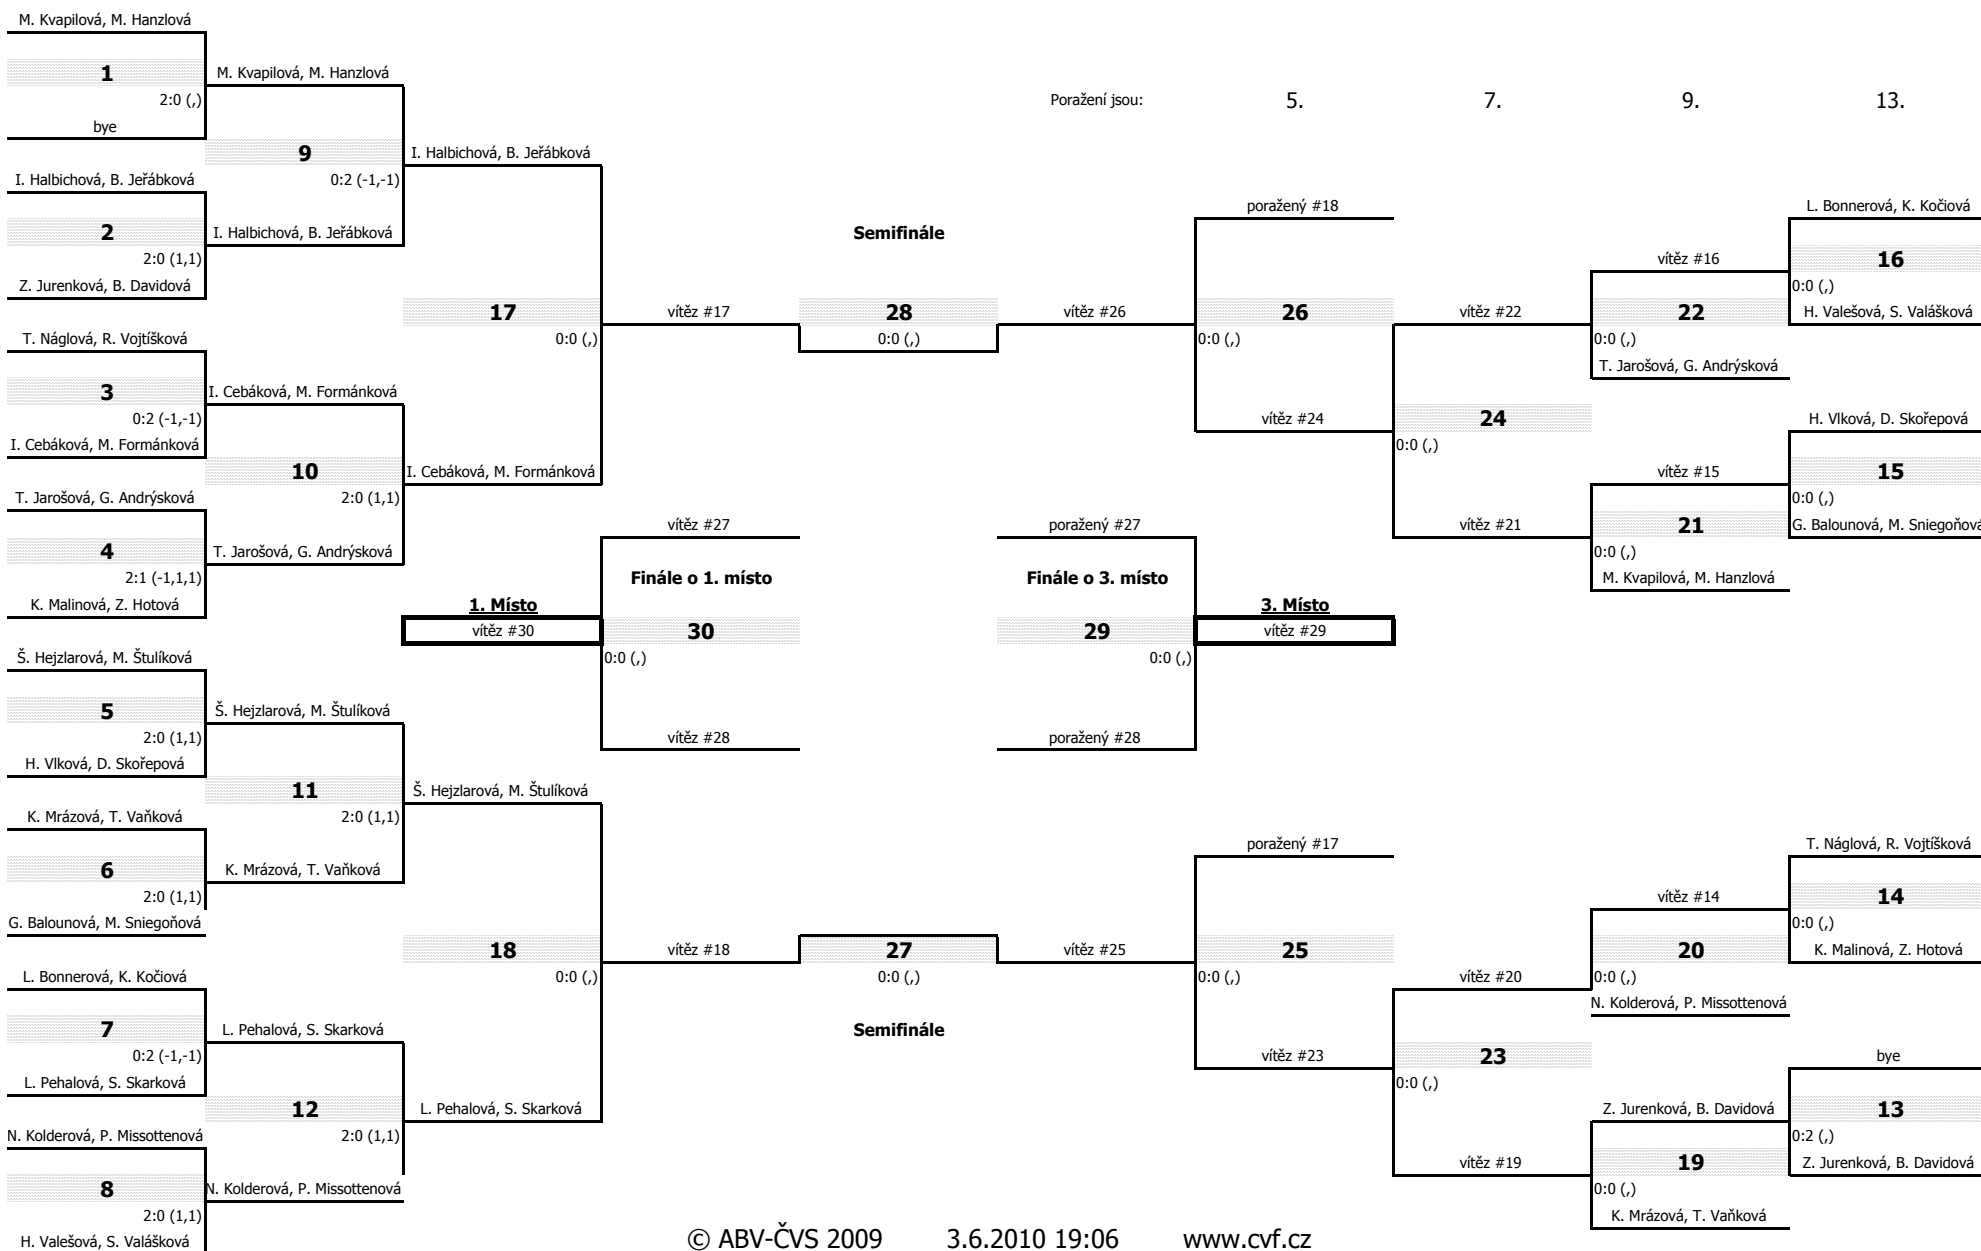 M. Kvapilová, M. Hanzlová
1
2:0 (,)
bye
I. Halbichová, B. Jeřábková
2
2:0 (1,1)
Z. Jurenková, B. Davidová
T. Náglová, R. Vojtíšková
3
0:2 (-1,-1)
I. Cebáková, M. Formánková
T. Jarošová, G. Andrýsková
4
2:1 (-1,1,1)
K. Malinová, Z. Hotová
Š. Hejzlarová, M. Štulíková
5
2:0 (1,1)
H. Vlková, D. Skořepová
K. Mrázová, T. Vaňková
6
2:0 (1,1)
G. Balounová, M. Sniegoňová
L. Bonnerová, K. Kočiová
7
0:2 (-1,-1)
L. Pehalová, S. Skarková
N. Kolderová, P. Missottenová
8
2:0 (1,1)
H. Valešová, S. Valášková
M. Kvapilová, M. Hanzlová
9
0:2 (-1,-1)
I. Halbichová, B. Jeřábková
I. Cebáková, M. Formánková
10
2:0 (1,1)
T. Jarošová, G. Andrýsková
Š. Hejzlarová, M. Štulíková
11
2:0 (1,1)
K. Mrázová, T. Vaňková
L. Pehalová, S. Skarková
12
2:0 (1,1)
N. Kolderová, P. Missottenová
I. Halbichová, B. Jeřábková
17
0:0 (,)
I. Cebáková, M. Formánková
1. Místo
vítěz #30
Š. Hejzlarová, M. Štulíková
18
0:0 (,)
L. Pehalová, S. Skarková
vítěz #17
vítěz #27
Finále o 1. místo
30
0:0 (,)
vítěz #28
vítěz #18
Semifinále
28
0:0 (,)
27
0:0 (,)
Semifinále
Poražení jsou:
vítěz #26
poražený #27
Finále o 3. místo
29
0:0 (,)
poražený #28
vítěz #25
5.
poražený #18
26
0:0 (,)
vítěz #24
3. Místo
vítěz #29
poražený #17
25
0:0 (,)
vítěz #23
7.
vítěz #22
24
0:0 (,)
vítěz #21
vítěz #20
23
0:0 (,)
vítěz #19
9.
vítěz #16
22
0:0 (,)
T. Jarošová, G. Andrýsková
vítěz #15
21
0:0 (,)
M. Kvapilová, M. Hanzlová
vítěz #14
20
0:0 (,)
N. Kolderová, P. Missottenová
Z. Jurenková, B. Davidová
19
0:0 (,)
K. Mrázová, T. Vaňková
13.
L. Bonnerová, K. Kočiová
16
0:0 (,)
H. Valešová, S. Valášková
H. Vlková, D. Skořepová
15
0:0 (,)
G. Balounová, M. Sniegoňová
T. Náglová, R. Vojtíšková
14
0:0 (,)
K. Malinová, Z. Hotová
bye
13
0:2 (,)
Z. Jurenková, B. Davidová
© ABV-ČVS 2009 3.6.2010 19:06 www.cvf.cz